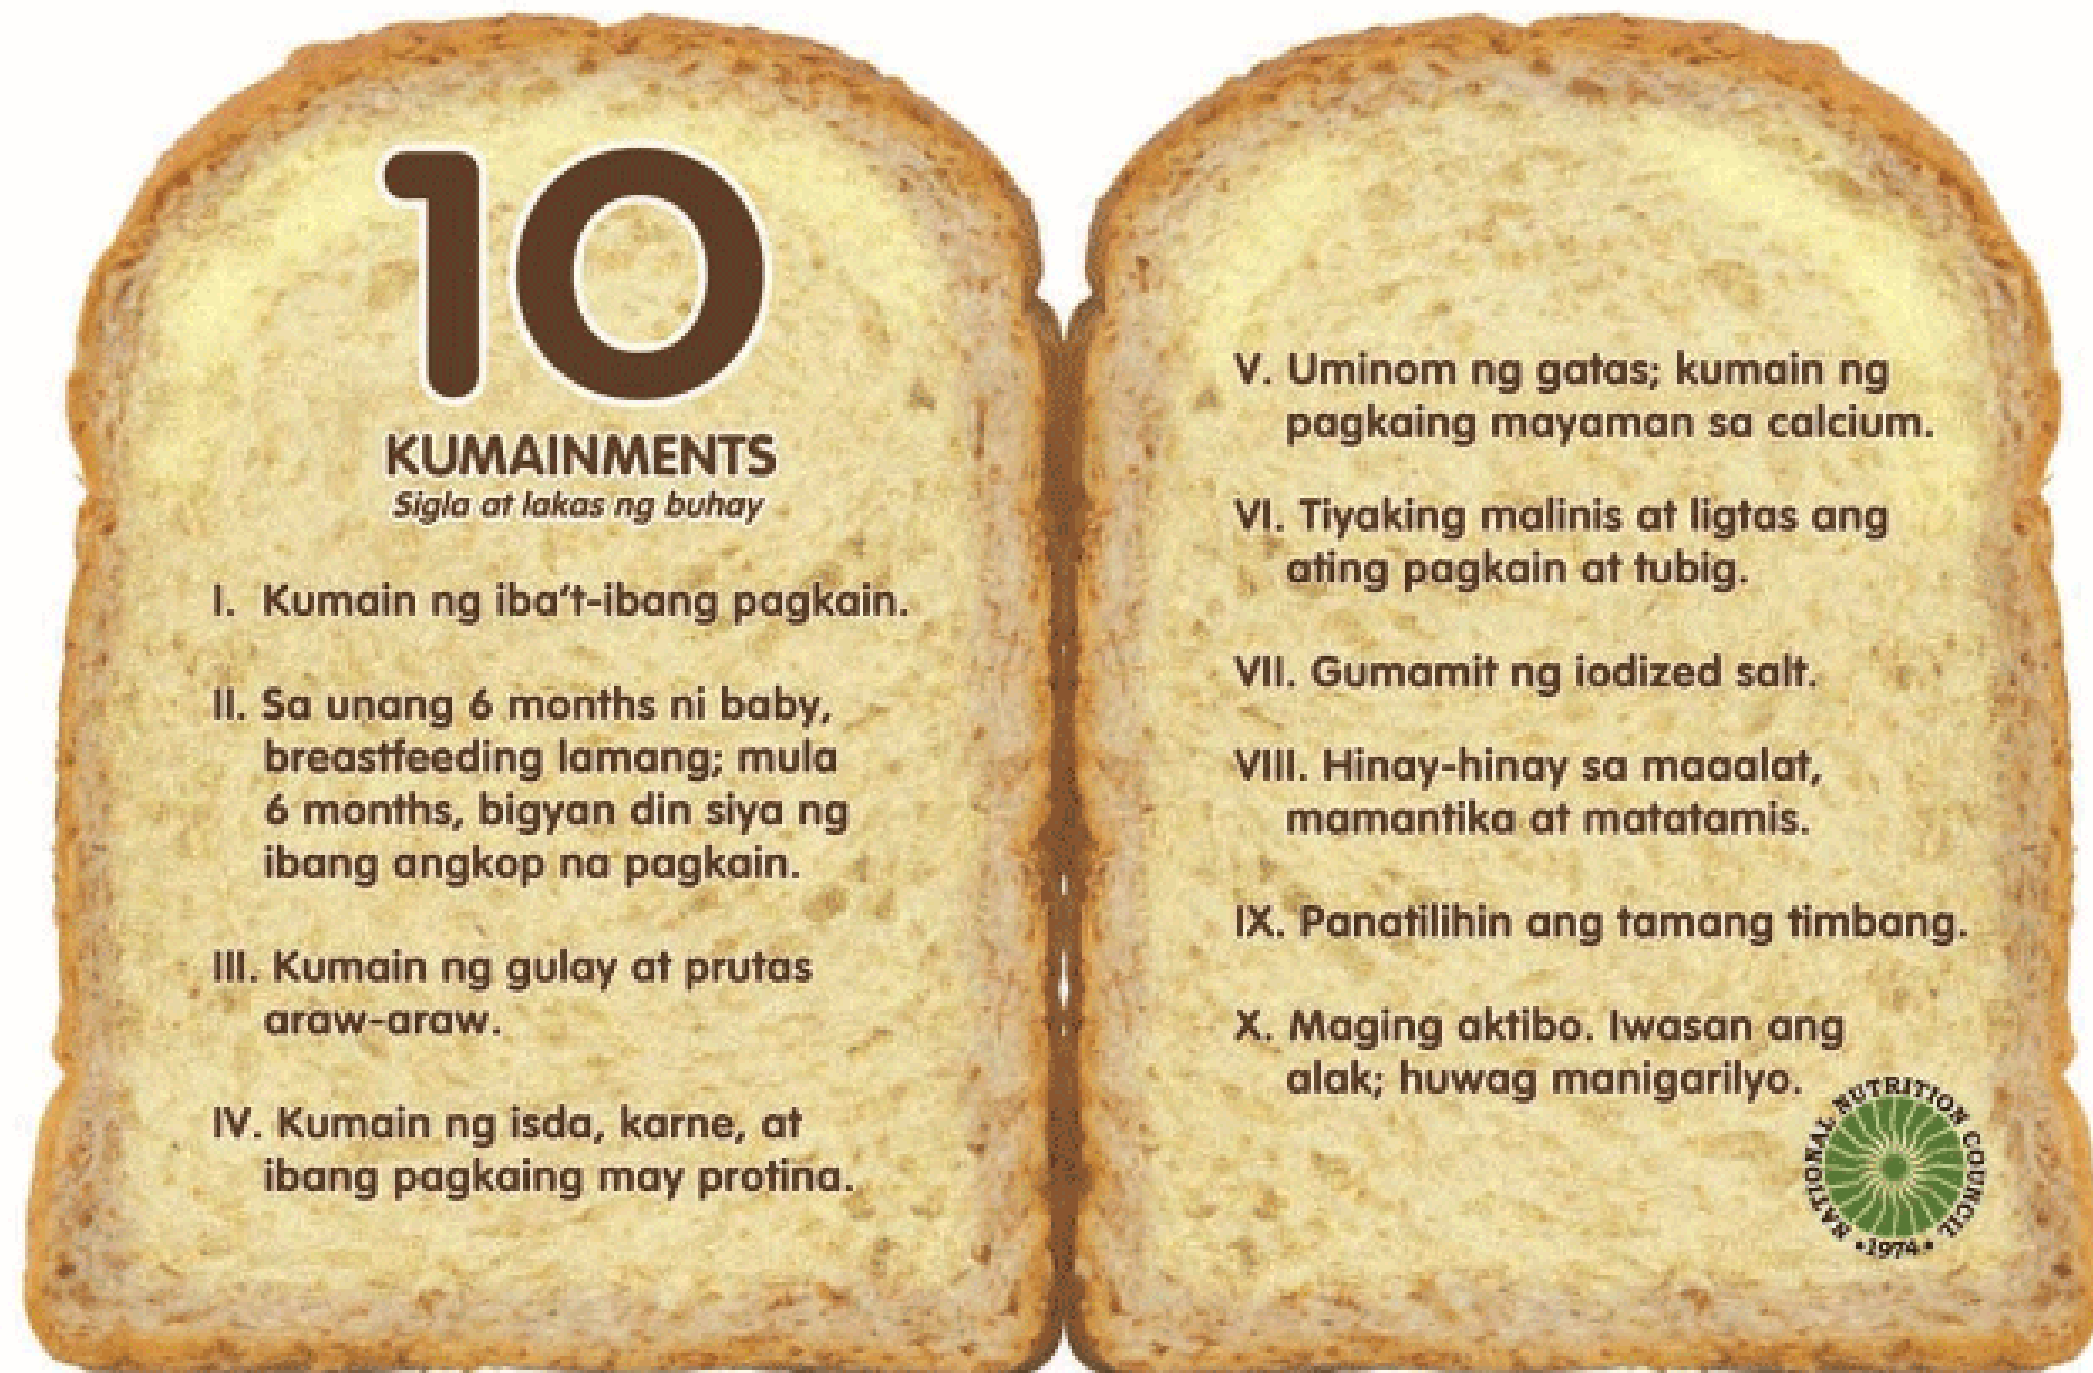 10
KUMAINMENTS
Sigla at lakas ng buhay
I. Kumain ng iba't-ibang pagkain.
II. Sa unang 6 months ni baby,
breastfeeding lamang; mula
6 months, bigyan din siya ng
ibang angkop na pagkain.
III. Kumain ng gulay at prutas
araw-araw.
IV. Kumain ng isda, karne, at
ibang pagkaing may protina.
V. Uminom ng gatas; kumain ng
pagkaing mayaman sa calcium.
VI. Tiyaking malinis at ligtas ang
ating pagkain at tubig.
VII. Gumamit ng iodized salt.
VIII. Hinay-hinay sa maaalat,
mamantika at matatamis.
IX. Panatilihin ang tamang timbang.
X. Maging aktibo. Iwasan ang
alak; huwag manigarilyo.
NATIONAL NUTRITION COUNCIL
•1974•